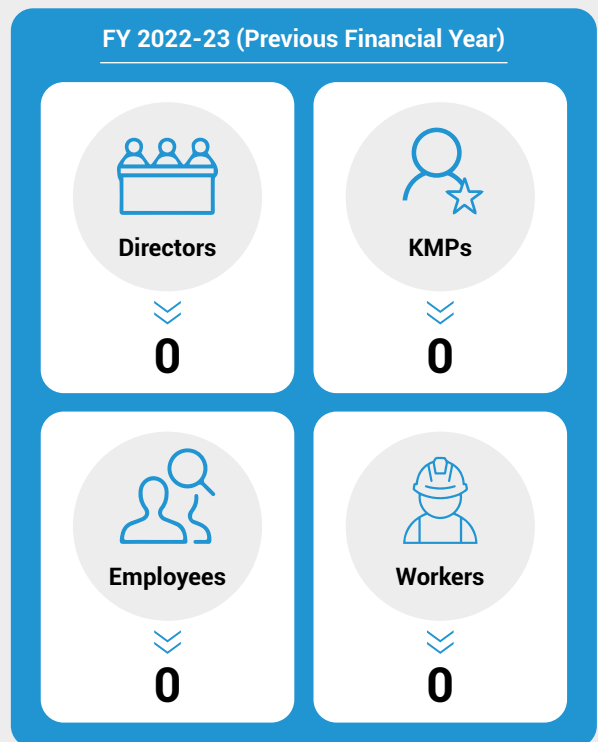 FY 2022-23 (Previous Financial Year)
Directors
0
KMPs
0
Employees
0
Workers
0